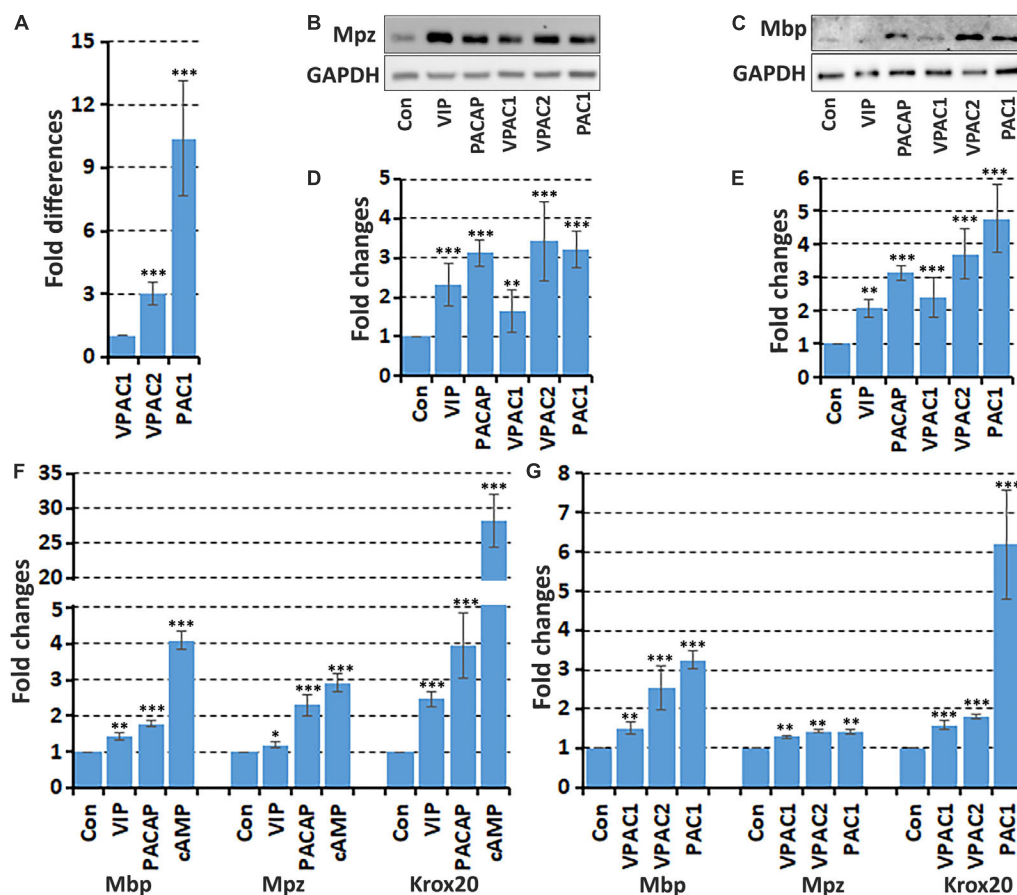 A
Fold differences
15
12
9
6
3
0
***
***
VPAC1
VPAC2
PAC1
B
Mpz
GAPDH
Con
VIP
PACAP
VPAC1
VPAC2
PAC1
C
Mbp
GAPDH
Con
VIP
PACAP
VPAC1
VPAC2
PAC1
D
Fold changes
5
4
3
2
1
0
***
***
**
***
***
Con
VIP
PACAP
VPAC1
VPAC2
PAC1
E
Fold changes
6
5
4
3
2
1
0
**
***
***
***
***
Con
VIP
PACAP
VPAC1
VPAC2
PAC1
F
Fold changes
35
30
25
20
5
4
3
2
1
0
**
***
***
*
***
***
***
***
***
Con
VIP
PACAP
cAMP
Con
VIP
PACAP
cAMP
Con
VIP
PACAP
cAMP
Mbp
Mpz
Krox20
G
Fold changes
8
7
6
5
4
3
2
1
0
**
***
***
**
**
**
***
***
***
Con
VPAC1
VPAC2
PAC1
Con
VPAC1
VPAC2
PAC1
Con
VPAC1
VPAC2
PAC1
Mbp
Mpz
Krox20